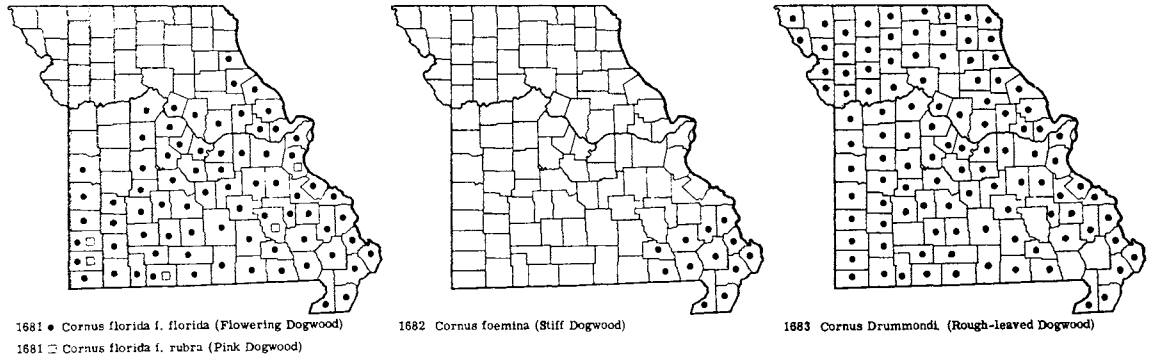 1681 • Cornus florida f. florida (Flowering Dogwood)
1681 □ Cornus florida f. rubra (Pink Dogwood)
1682 Cornus foemina (Stiff Dogwood)
1683 Cornus Drummondi (Rough-leaved Dogwood)